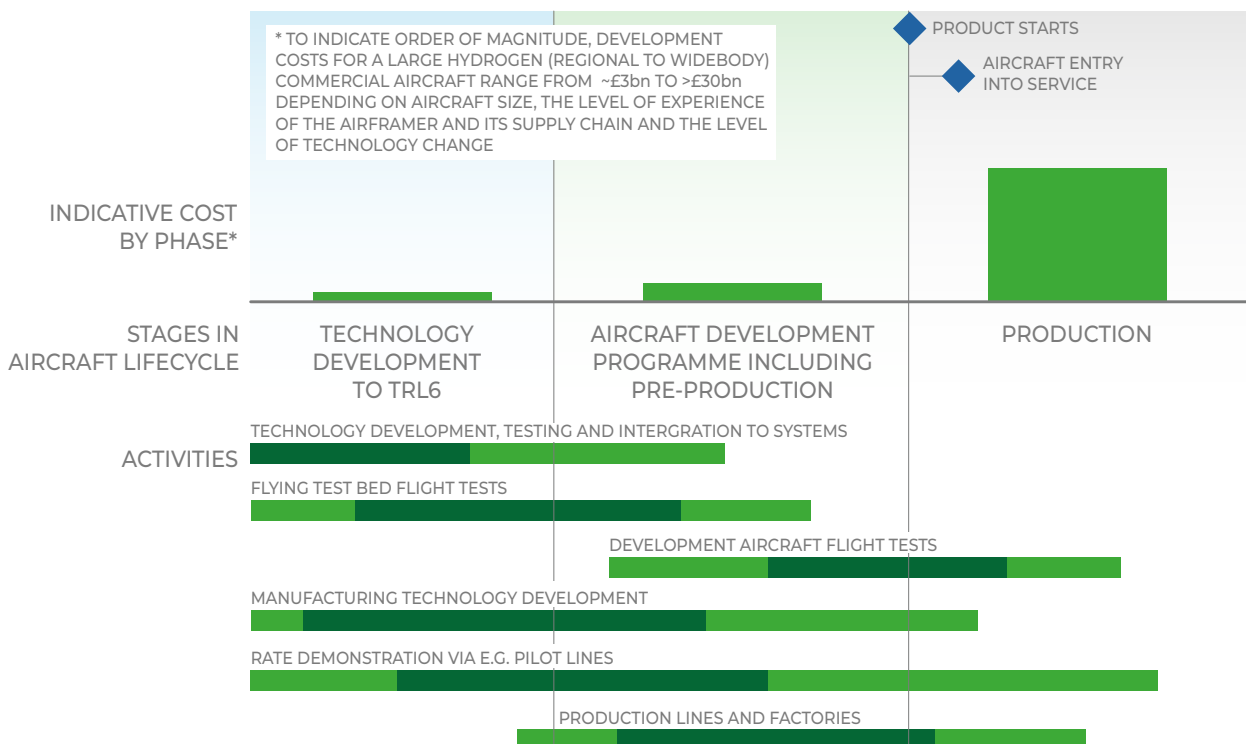 * TO INDICATE ORDER OF MAGNITUDE, DEVELOPMENT
COSTS FOR A LARGE HYDROGEN (REGIONAL TO WIDEBODY)
COMMERCIAL AIRCRAFT RANGE FROM ~£3bn TO >£30bn
DEPENDING ON AIRCRAFT SIZE, THE LEVEL OF EXPERIENCE
OF THE AIRFRAMER AND ITS SUPPLY CHAIN AND THE LEVEL
OF TECHNOLOGY CHANGE
PRODUCT STARTS
AIRCRAFT ENTRY
INTO SERVICE
INDICATIVE COST
BY PHASE*
STAGES IN
AIRCRAFT LIFECYCLE
TECHNOLOGY
DEVELOPMENT
TO TRL6
AIRCRAFT DEVELOPMENT
PROGRAMME INCLUDING
PRE-PRODUCTION
PRODUCTION
ACTIVITIES
TECHNOLOGY DEVELOPMENT, TESTING AND INTERGRATION TO SYSTEMS
FLYING TEST BED FLIGHT TESTS
DEVELOPMENT AIRCRAFT FLIGHT TESTS
MANUFACTURING TECHNOLOGY DEVELOPMENT
RATE DEMONSTRATION VIA E.G. PILOT LINES
PRODUCTION LINES AND FACTORIES